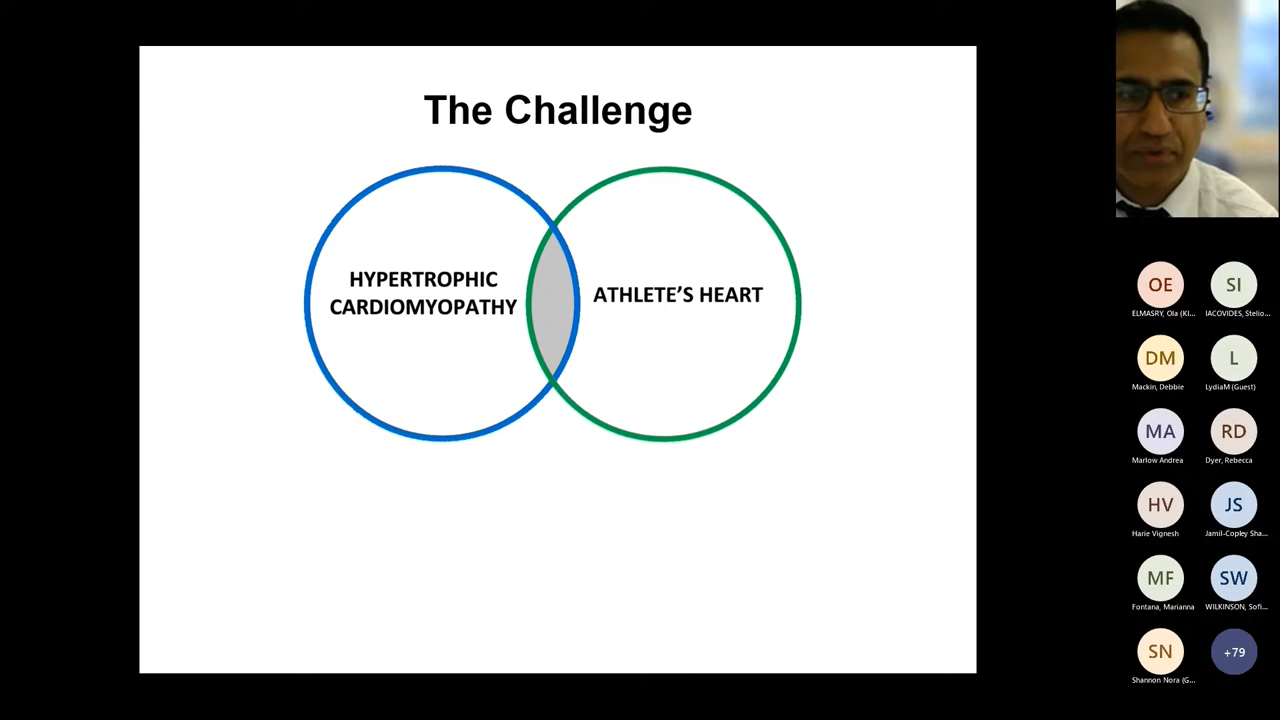 The Challenge
HYPERTROPHIC
CARDIOMYOPATHY
ATHLETE'S HEART
OE
SI
ELMASRY, Ola (KI...
IACOVIDES, Stelio...
DM
L
Mackin, Debbie
LydiaM (Guest)
MA
RD
Marlow Andrea
Dyer, Rebecca
HV
JS
Harie Vignesh
Jamil-Copley Sha...
MF
SW
Fontana, Marianna
WILKINSON, Sofi...
SN
+79
Shannon Nora (G...